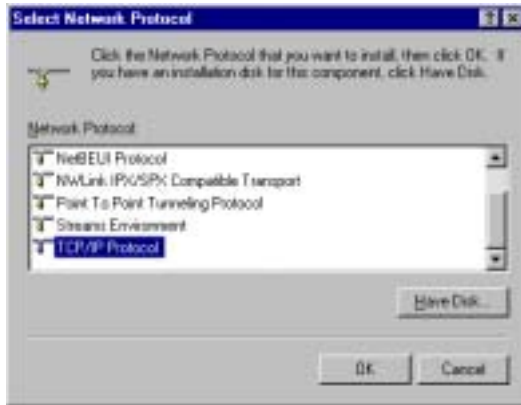 Select Network Protocol
Click the Network Protocol that you want to install, then click OK. If
you have an installation disk for this component, click Have Disk.
Network Protocol:
NetBEUI Protocol
NWLink IPX/SPX Compatible Transport
Point To Point Tunneling Protocol
Streams Environment
TCP/IP Protocol
Have Disk...
OK
Cancel